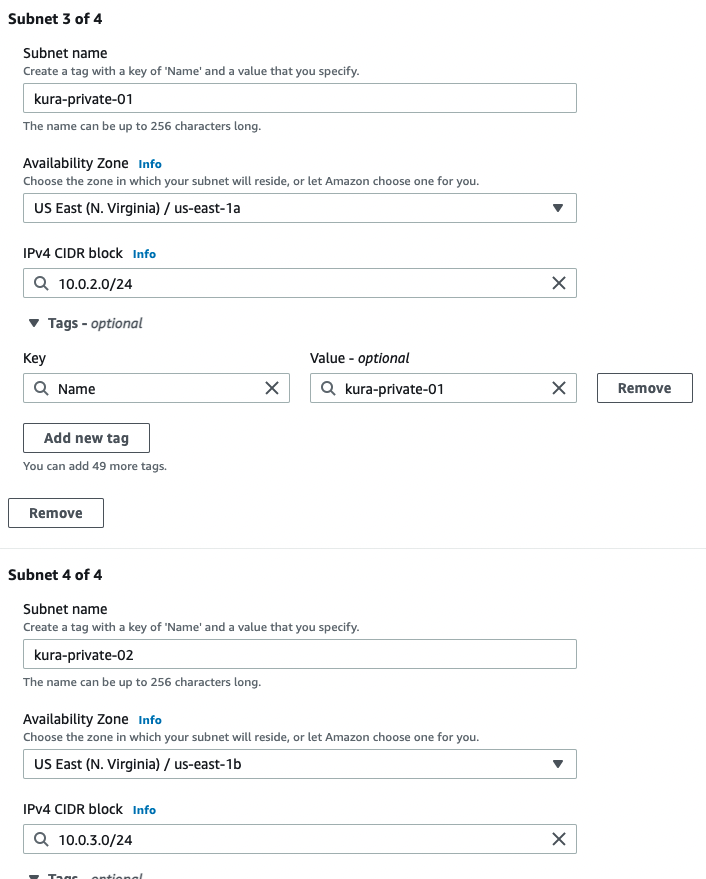 Subnet 3 of 4
Subnet name
Create a tag with a key of 'Name' and a value that you specify.
kura-private-01
The name can be up to 256 characters long.
Availability Zone Info
Choose the zone in which your subnet will reside, or let Amazon choose one for you.
US East (N. Virginia) / us-east-1a
IPv4 CIDR block Info
10.0.2.0/24
Tags - optional
Key Value - optional
Name kura-private-01 Remove
Add new tag
You can add 49 more tags.
Remove
Subnet 4 of 4
Subnet name
Create a tag with a key of 'Name' and a value that you specify.
kura-private-02
The name can be up to 256 characters long.
Availability Zone Info
Choose the zone in which your subnet will reside, or let Amazon choose one for you.
US East (N. Virginia) / us-east-1b
IPv4 CIDR block Info
10.0.3.0/24
Tags - optional